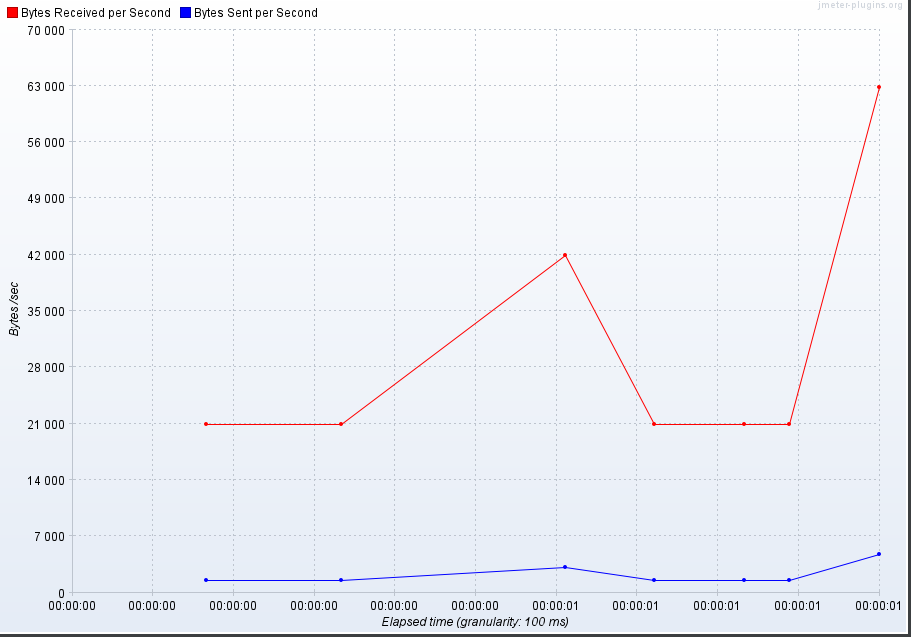 jmeter-plugins.org
Bytes Received per Second Bytes Sent per Second
70 000
63 000
56 000
49 000
42 000
35 000
28 000
21 000
14 000
7 000
0
Bytes /sec
00:00:00 00:00:00 00:00:00 00:00:00 00:00:00 00:00:00 00:00:01 00:00:01 00:00:01 00:00:01 00:00:01
Elapsed time (granularity: 100 ms)